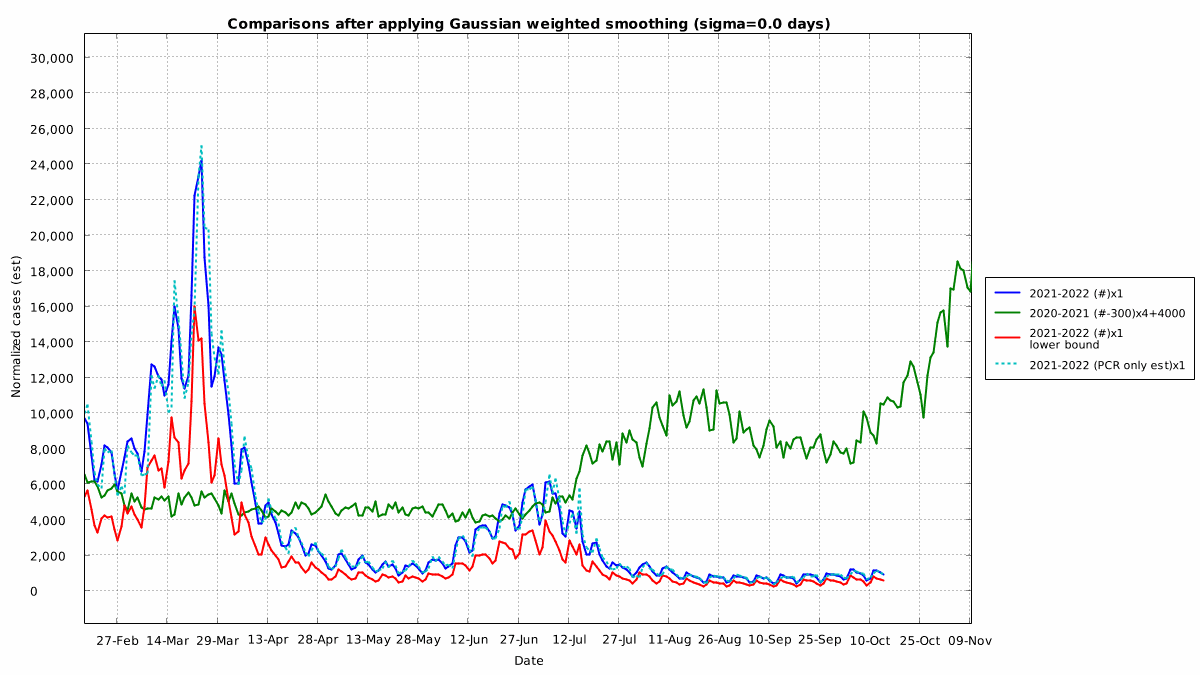 Comparisons after applying Gaussian weighted smoothing (sigma=0.0 days)
Normalized cases (est)
30,000
28,000
26,000
24,000
22,000
20,000
18,000
16,000
14,000
12,000
10,000
8,000
6,000
4,000
2,000
0
27-Feb 14-Mar 29-Mar 13-Apr 28-Apr 13-May 28-May 12-Jun 27-Jun 12-Jul 27-Jul 11-Aug 26-Aug 10-Sep 25-Sep 10-Oct 25-Oct 09-Nov
Date
2021-2022 (#)x1
2020-2021 (#-300)x4+4000
2021-2022 (#)x1
lower bound
2021-2022 (PCR only est)x1